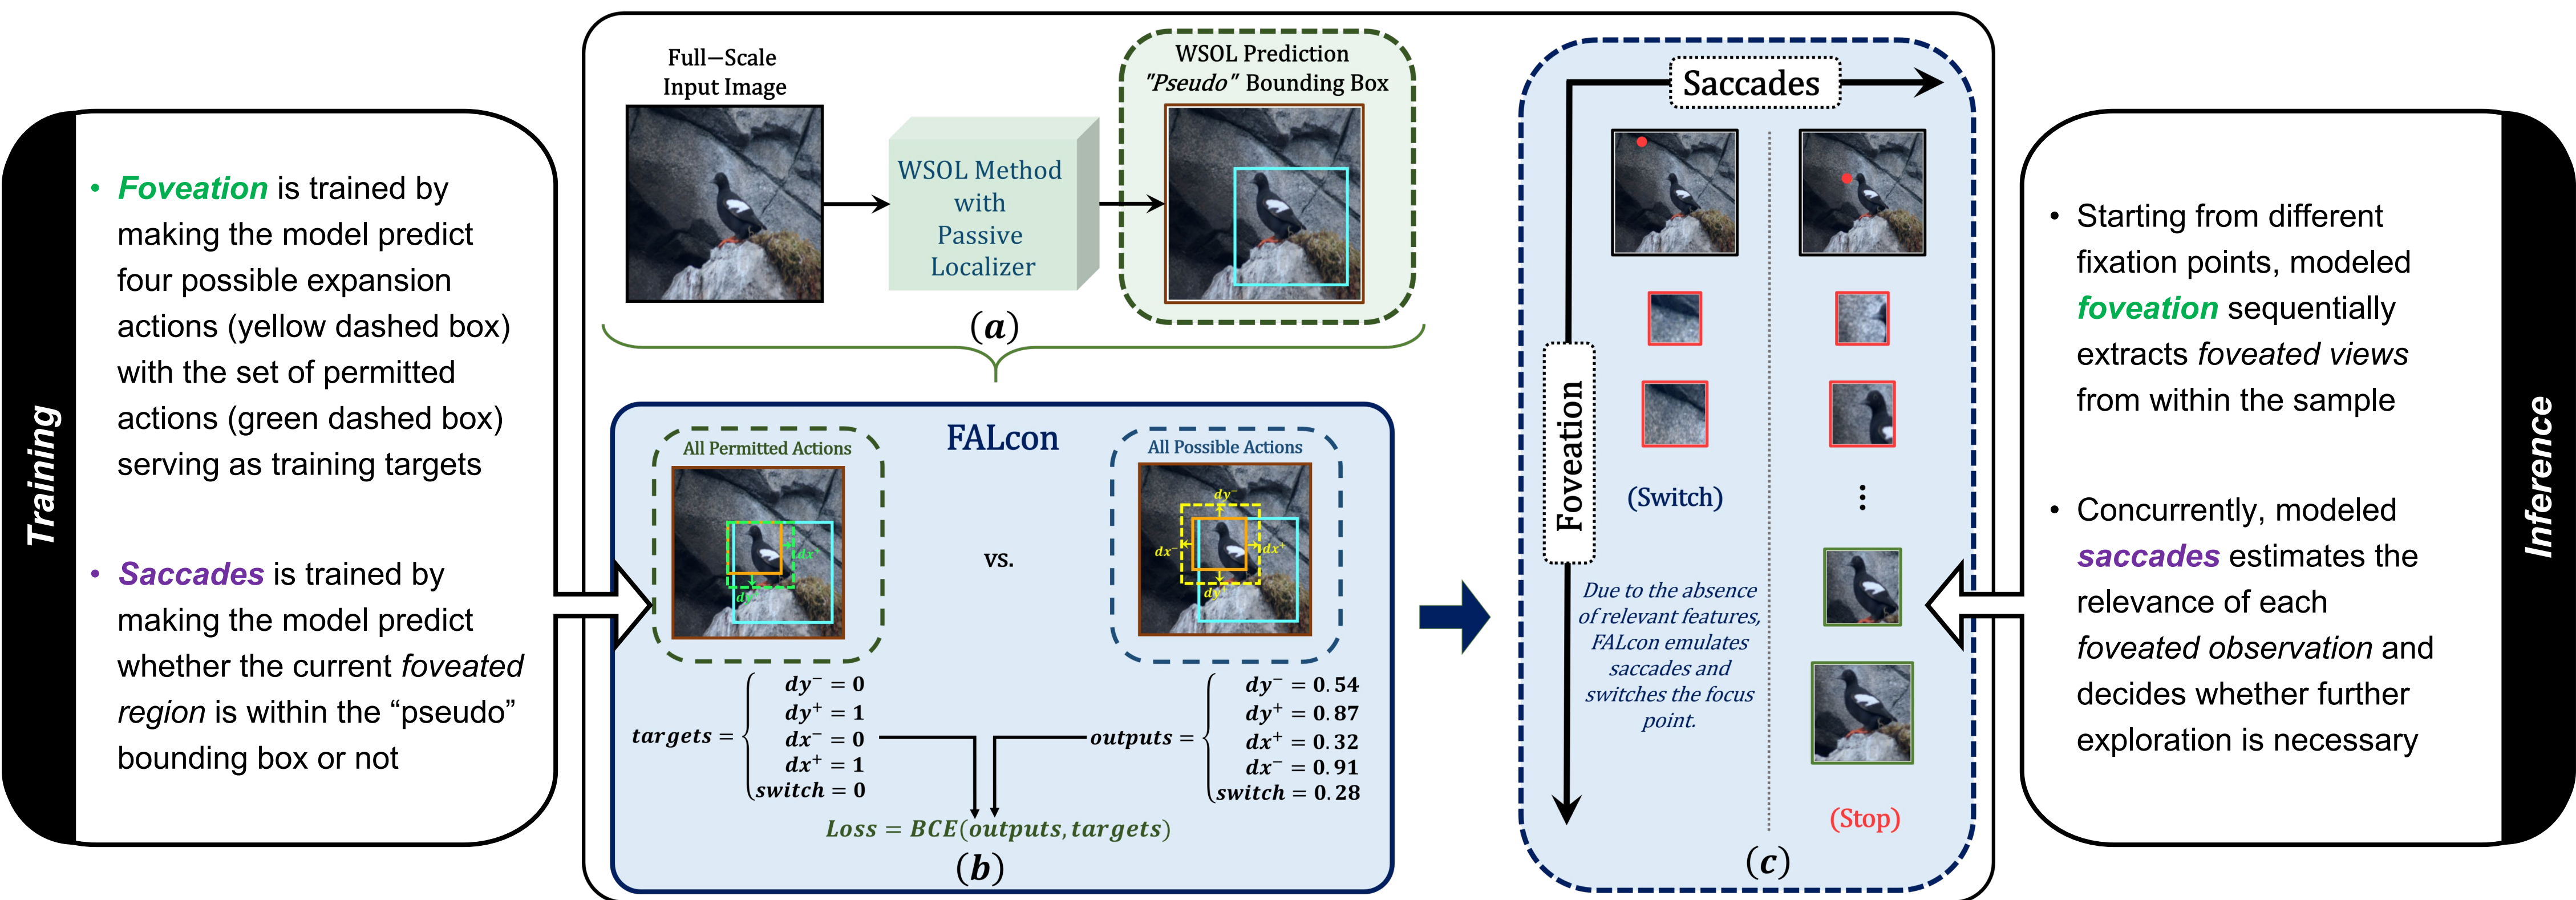 Training
• Foveation is trained by
making the model predict
four possible expansion
actions (yellow dashed box)
with the set of permitted
actions (green dashed box)
serving as training targets
• Saccades is trained by
making the model predict
whether the current foveated
region is within the “pseudo”
bounding box or not
Full−Scale
Input Image
WSOL Method
with
Passive
Localizer
WSOL Prediction
"Pseudo" Bounding Box
(a)
FALcon
All Permitted Actions
dx⁺
dy⁺
vs.
All Possible Actions
dy⁻
dx⁻
dx⁺
dy⁺
targets =
dy⁻ = 0
dy⁺ = 1
dx⁻ = 0
dx⁺ = 1
switch = 0
outputs =
dy⁻ = 0.54
dy⁺ = 0.87
dx⁺ = 0.32
dx⁻ = 0.91
switch = 0.28
Loss = BCE(outputs, targets)
(b)
Saccades
Foveation
(Switch)
Due to the absence
of relevant features,
FALcon emulates
saccades and
switches the focus
point.
⋮
(Stop)
(c)
• Starting from different
fixation points, modeled
foveation sequentially
extracts foveated views
from within the sample
• Concurrently, modeled
saccades estimates the
relevance of each
foveated observation and
decides whether further
exploration is necessary
Inference